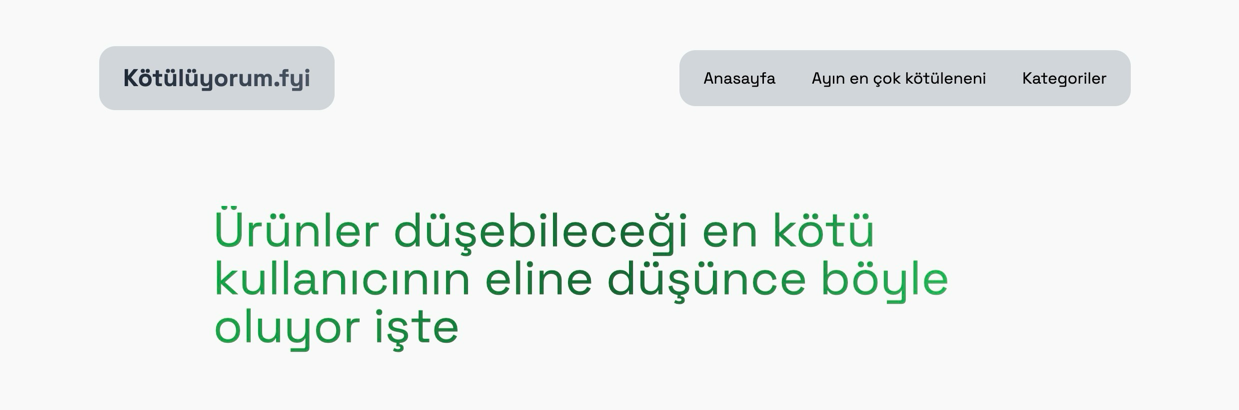 Kötülüyorum.fyi
Anasayfa Ayın en çok kötüleneni Kategoriler
Ürünler düşebileceği en kötü
kullanıcının eline düşünce böyle
oluyor işte